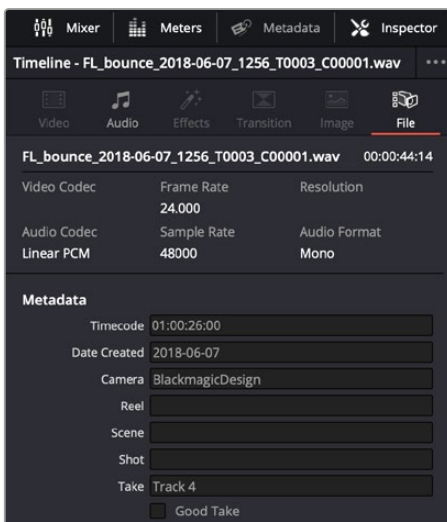 Mixer Meters Metadata Inspector
Timeline - FL_bounce_2018-06-07_1256_T0003_C00001.wav
Video Audio Effects Transition Image File
FL_bounce_2018-06-07_1256_T0003_C00001.wav 00:00:44:14
Video Codec Frame Rate Resolution
24.000
Audio Codec Sample Rate Audio Format
Linear PCM 48000 Mono
Metadata
Timecode 01:00:26:00
Date Created 2018-06-07
Camera BlackmagicDesign
Reel
Scene
Shot
Take Track 4
Good Take